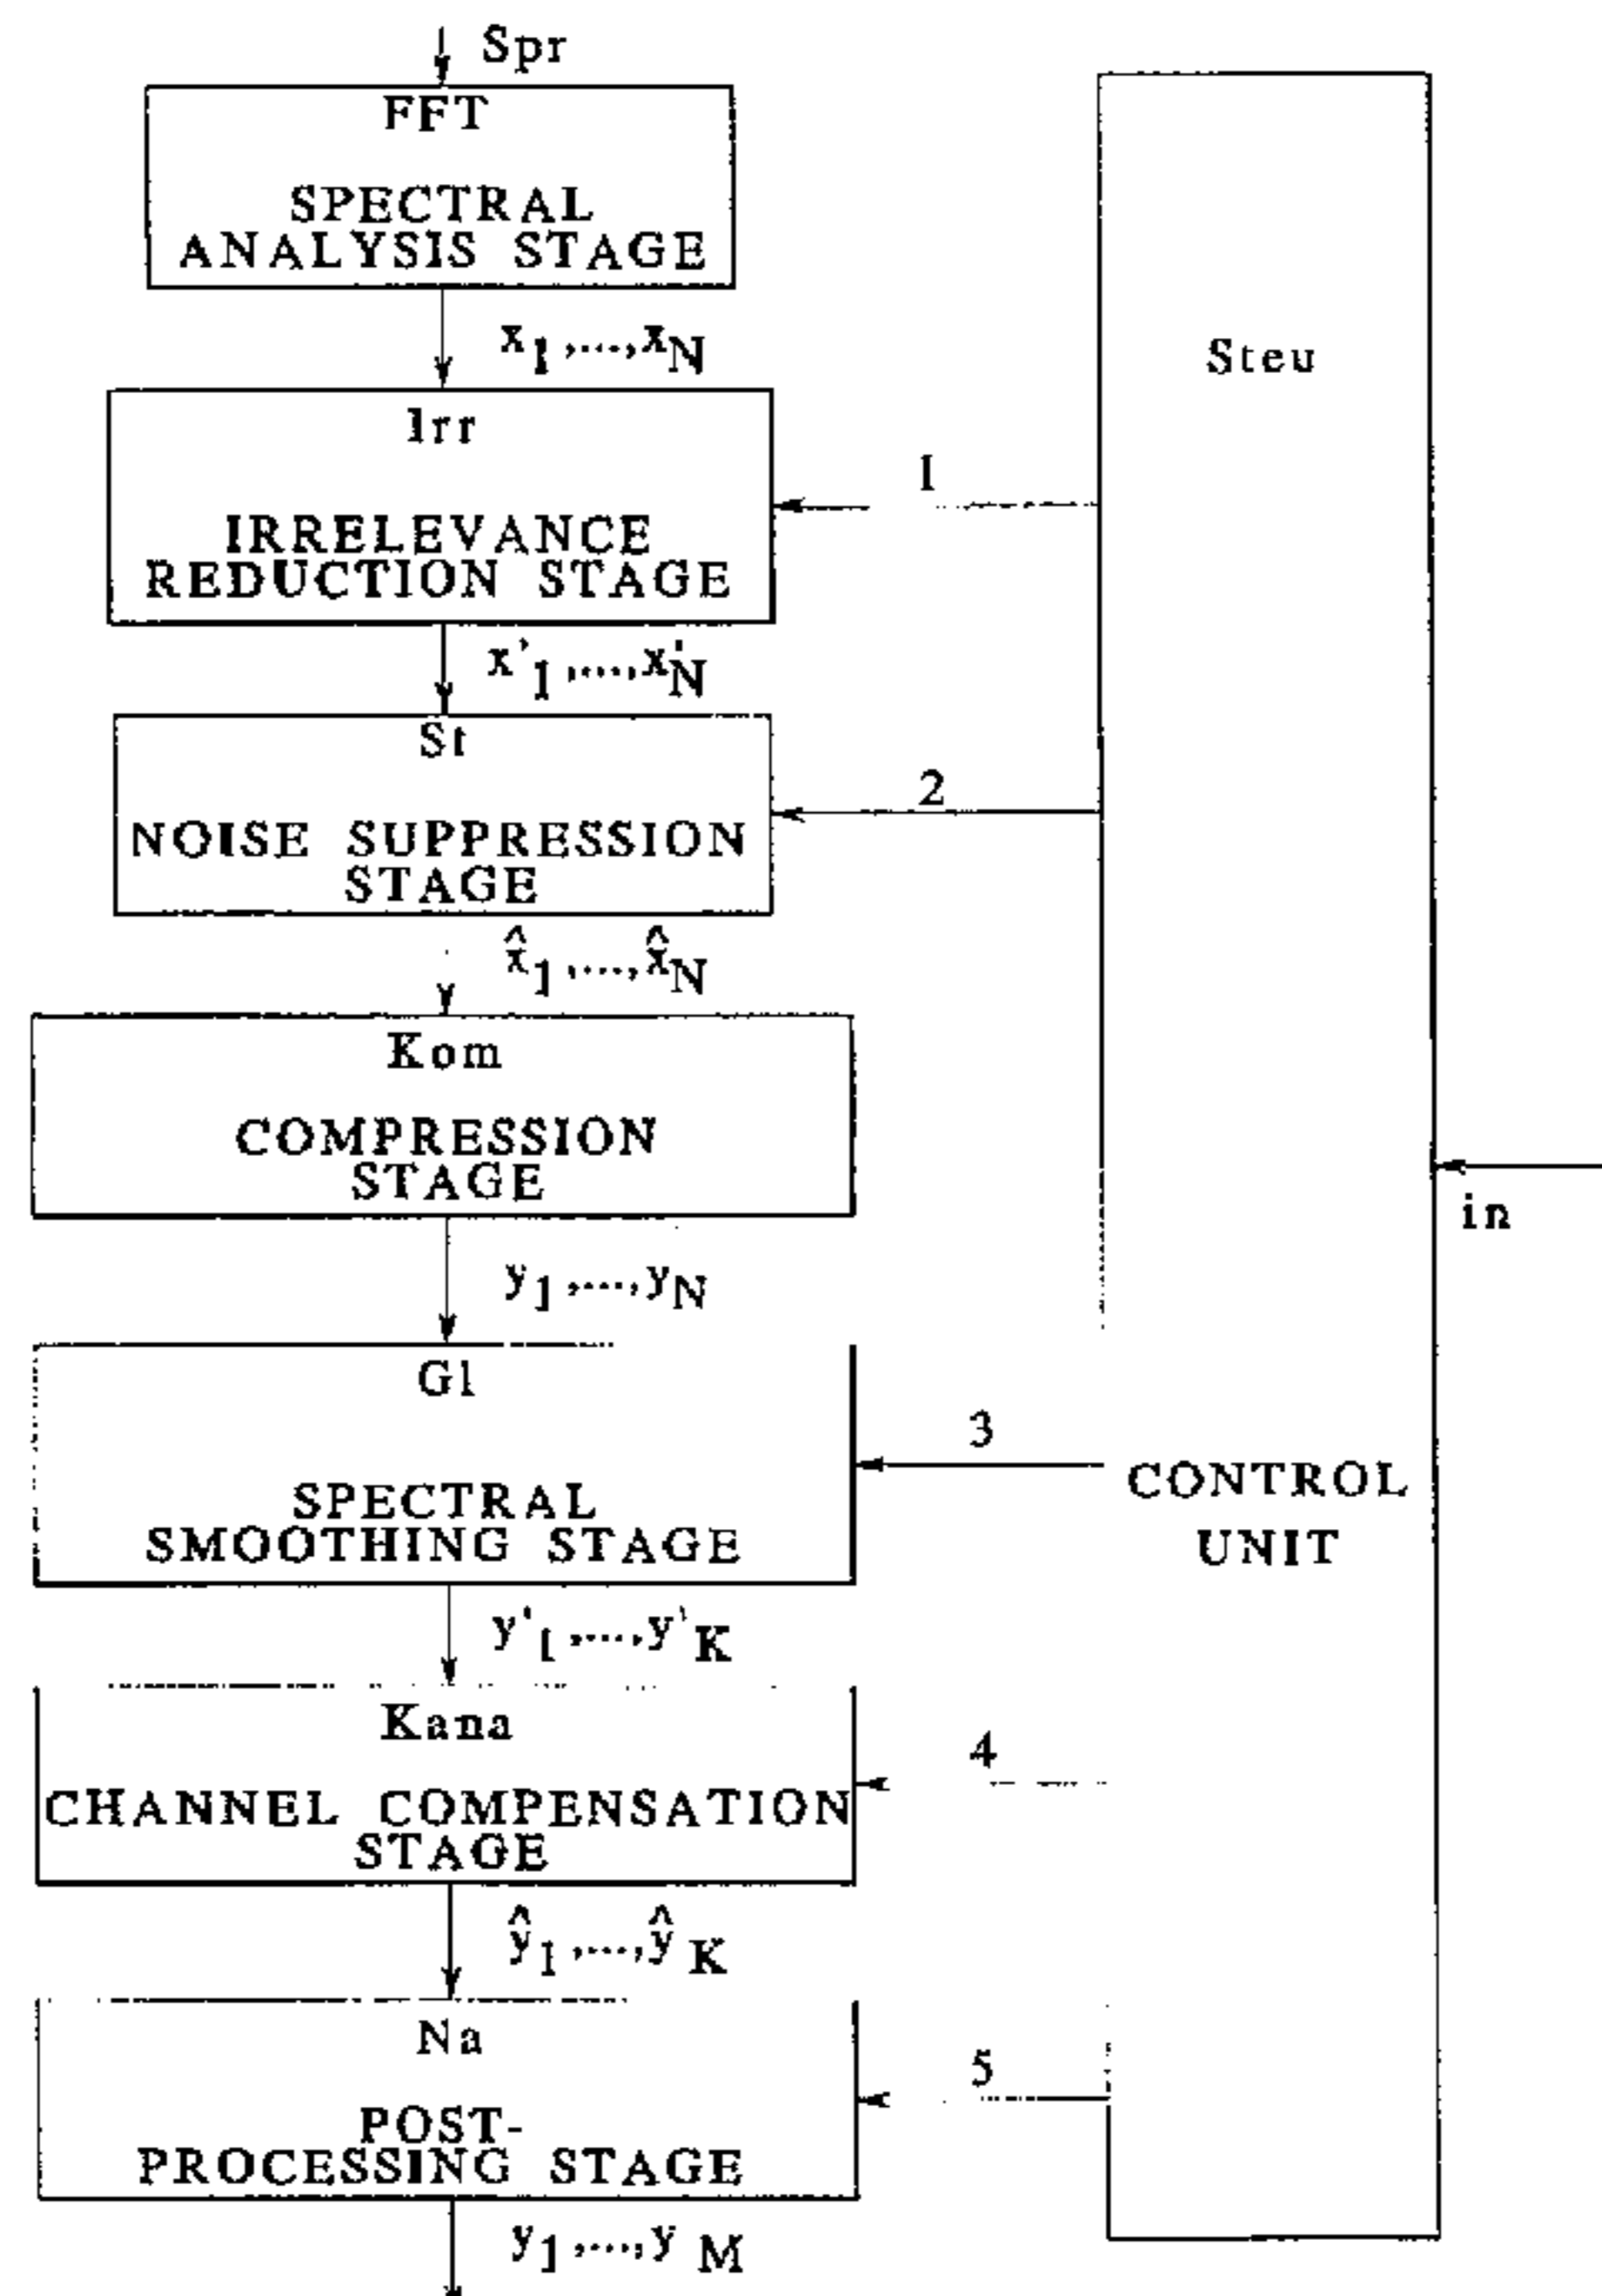 Spr
FFT
SPECTRAL
ANALYSIS STAGE
x1,...,xN
Steu
Irr
1
IRRELEVANCE
REDUCTION STAGE
x'1,...,x'N
St
2
NOISE SUPPRESSION
STAGE
x̂1,...,x̂N
Kom
COMPRESSION
STAGE
in
y1,...,yN
Gl
3
CONTROL
UNIT
SPECTRAL
SMOOTHING STAGE
y'1,...,y'K
Kana
4
CHANNEL COMPENSATION
STAGE
ŷ1,...,ŷK
Na
5
POST-
PROCESSING STAGE
y1,...,yM